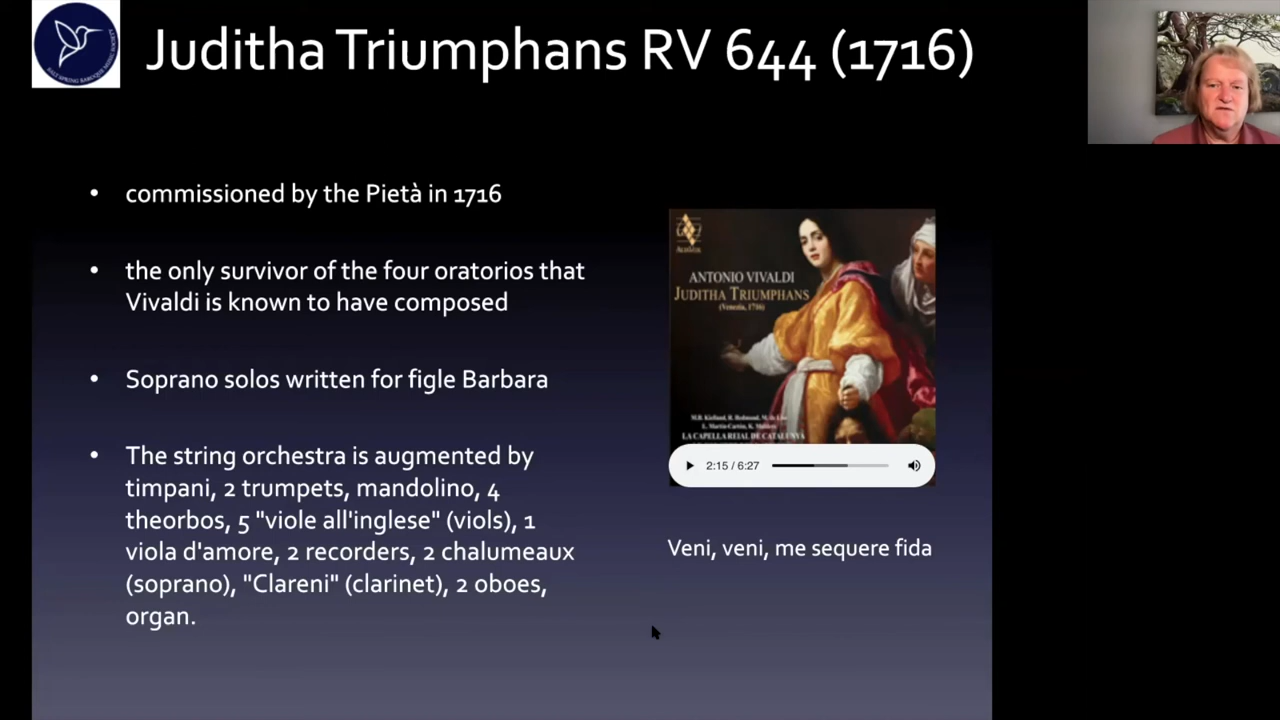 Juditha Triumphans RV 644 (1716)
• commissioned by the Pietà in 1716
• the only survivor of the four oratorios that
Vivaldi is known to have composed
• Soprano solos written for figle Barbara
• The string orchestra is augmented by
timpani, 2 trumpets, mandolino, 4
theorbos, 5 "viole all'inglese" (viols), 1
viola d'amore, 2 recorders, 2 chalumeaux
(soprano), "Clareni" (clarinet), 2 oboes,
organ.
ANTONIO VIVALDI
JUDITHA TRIUMPHANS
(Venezia, 1716)
LA CAPELLA REIAL DE CATALUNYA
2:15 / 6:27
Veni, veni, me sequere fida